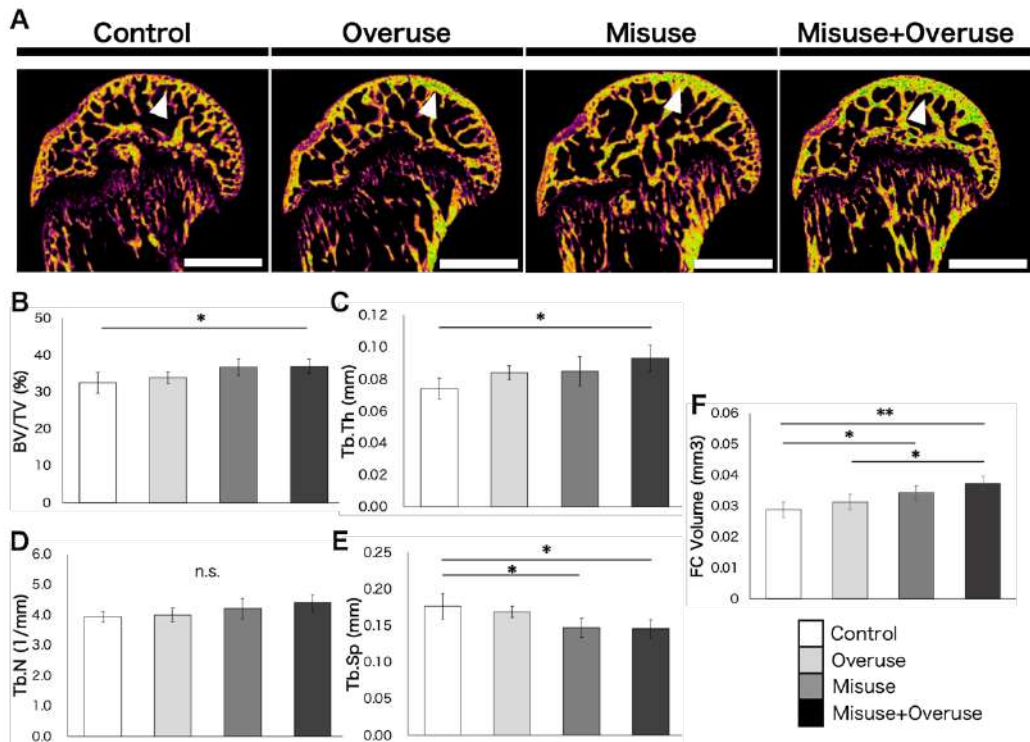 A
Control Overuse Misuse Misuse+Overuse
B
BV/TV (%)
50
40
30
20
10
0
*
C
Tb.Th (mm)
0.12
0.10
0.08
0.06
0.04
0.02
0.00
*
D
Tb.N (1/mm)
6.0
5.0
4.0
3.0
2.0
1.0
0.0
n.s.
E
Tb.Sp (mm)
0.25
0.20
0.15
0.10
0.05
0.00
*
*
F
FC Volume (mm3)
0.06
0.05
0.04
0.03
0.02
0.01
0
**
*
*
Control
Overuse
Misuse
Misuse+Overuse